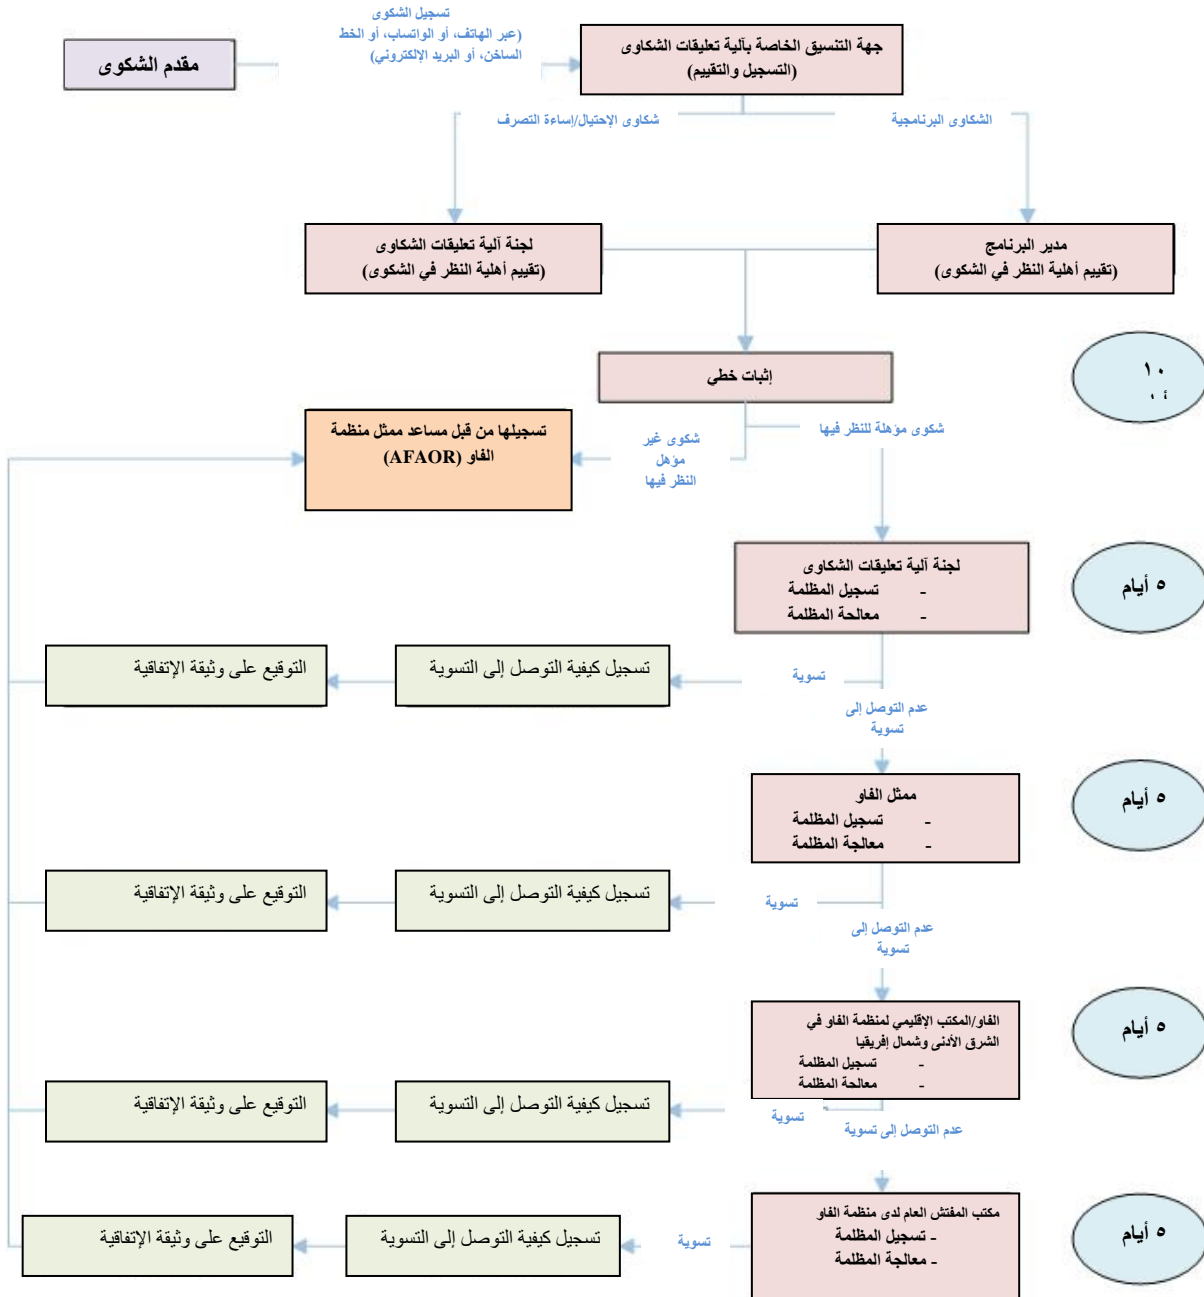 تسجيل الشكوى
(عبر الهاتف، أو الواتساب، أو الخط
الساخن، أو البريد الإلكتروني)
مقدم الشكوى
جهة التنسيق الخاصة بآلية تعليقات الشكاوى
(التسجيل والتقييم)
الشكاوى البرنامجية
شكاوى الإحتيال/إساءة التصرف
مدير البرنامج
(تقييم أهلية النظر في الشكوى)
لجنة آلية تعليقات الشكاوى
(تقييم أهلية النظر في الشكوى)
إثبات خطي
١٠
شكوى مؤهلة للنظر فيها
شكوى غير
مؤهل
النظر فيها
تسجيلها من قبل مساعد ممثل منظمة
الفاو (AFAOR)
لجنة آلية تعليقات الشكاوى
- تسجيل المظلمة
- معالحة المظلمة
٥ أيام
تسوية
تسجيل كيفية التوصل إلى التسوية
التوقيع على وثيقة الإتفاقية
عدم التوصل إلى
تسوية
ممثل الفاو
- تسجيل المظلمة
- معالجة المظلمة
٥ أيام
تسوية
تسجيل كيفية التوصل إلى التسوية
التوقيع على وثيقة الإتفاقية
عدم التوصل إلى
تسوية
الفاو/المكتب الإقليمي لمنظمة الفاو في
الشرق الأدنى وشمال إفريقيا
- تسجيل المظلمة
- معالحة المظلمة
٥ أيام
تسوية
تسجيل كيفية التوصل إلى التسوية
التوقيع على وثيقة الإتفاقية
عدم التوصل إلى تسوية
مكتب المفتش العام لدى منظمة الفاو
- تسجيل المظلمة
- معالجة المظلمة
٥ أيام
تسوية
تسجيل كيفية التوصل إلى التسوية
التوقيع على وثيقة الإتفاقية